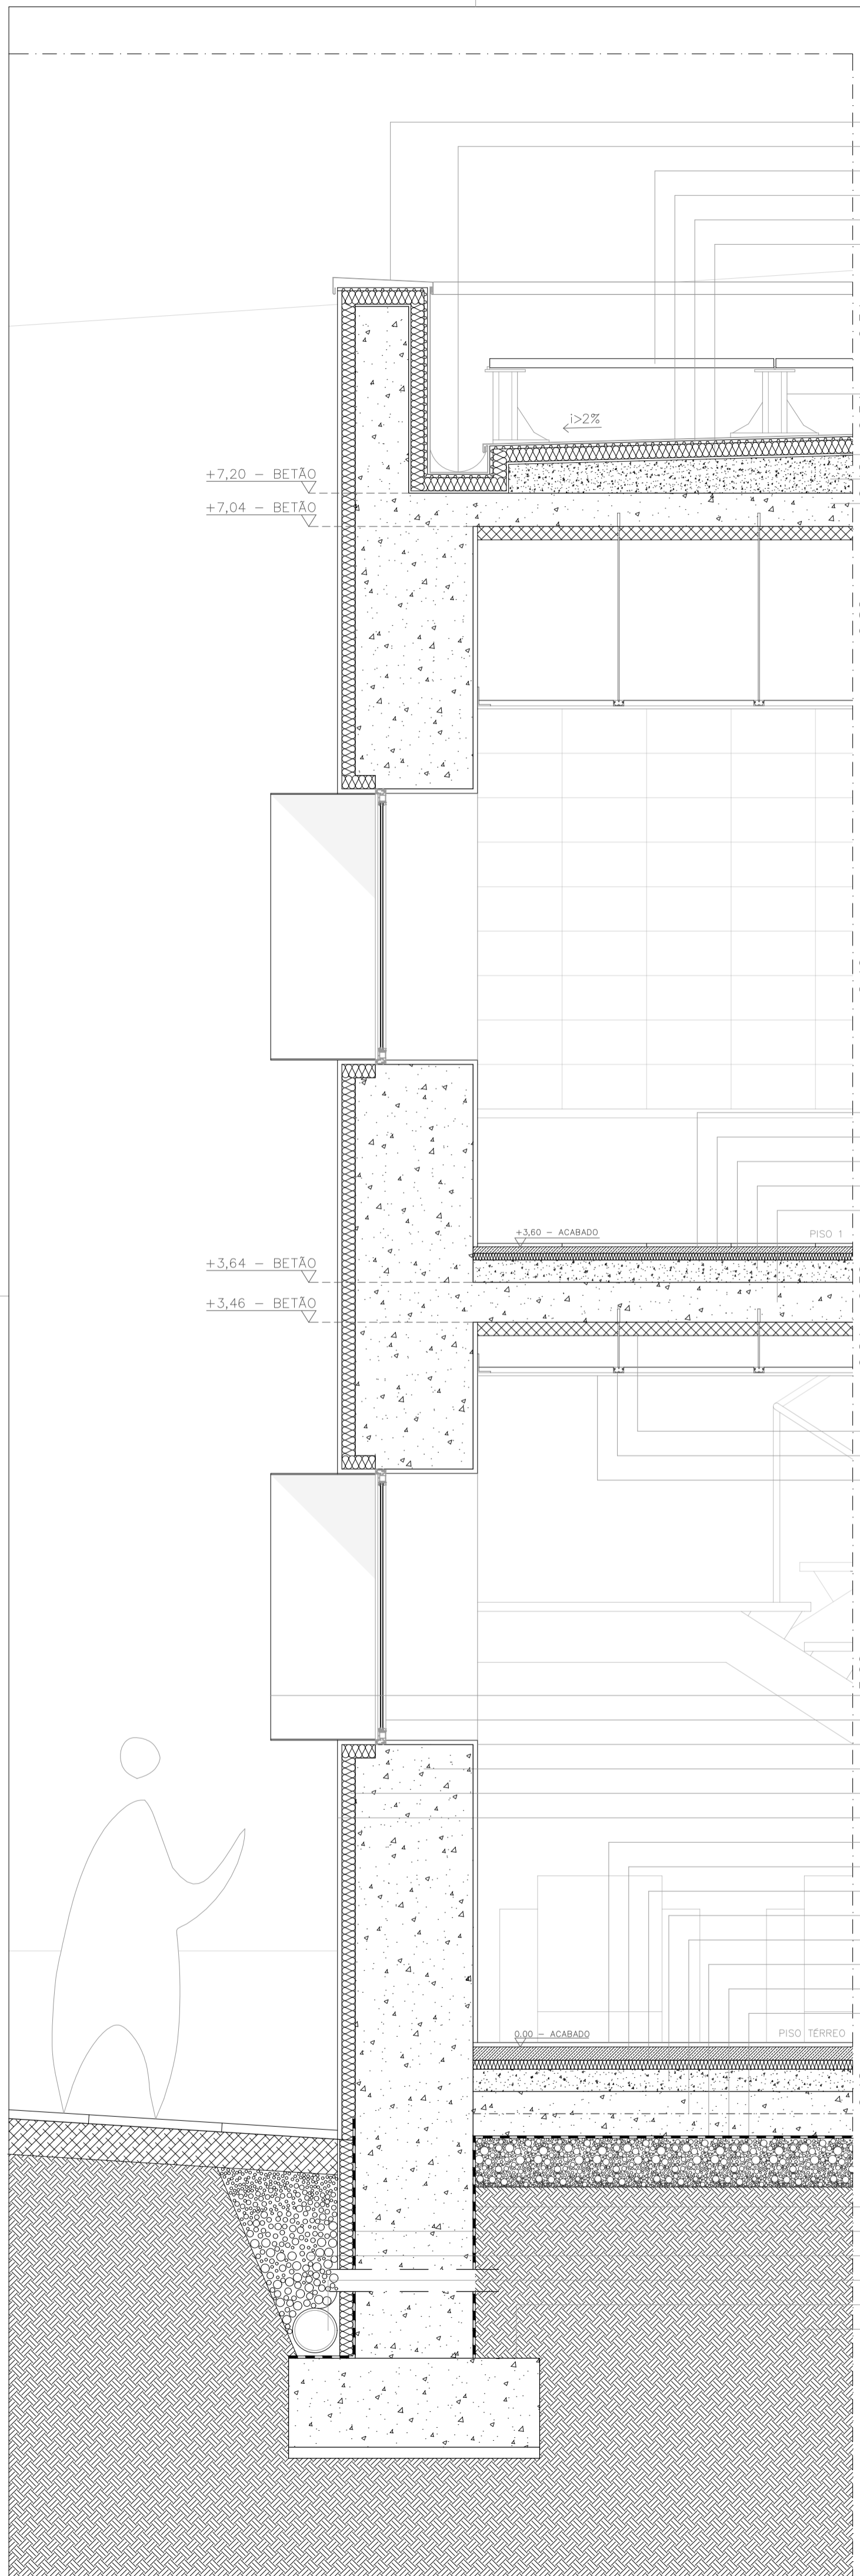 i>2%
+7,20 – BETÃO
+7,04 – BETÃO
+3,60 – ACABADO
PISO 1
+3,64 – BETÃO
+3,46 – BETÃO
0.00 – ACABADO
PISO TÉRREO